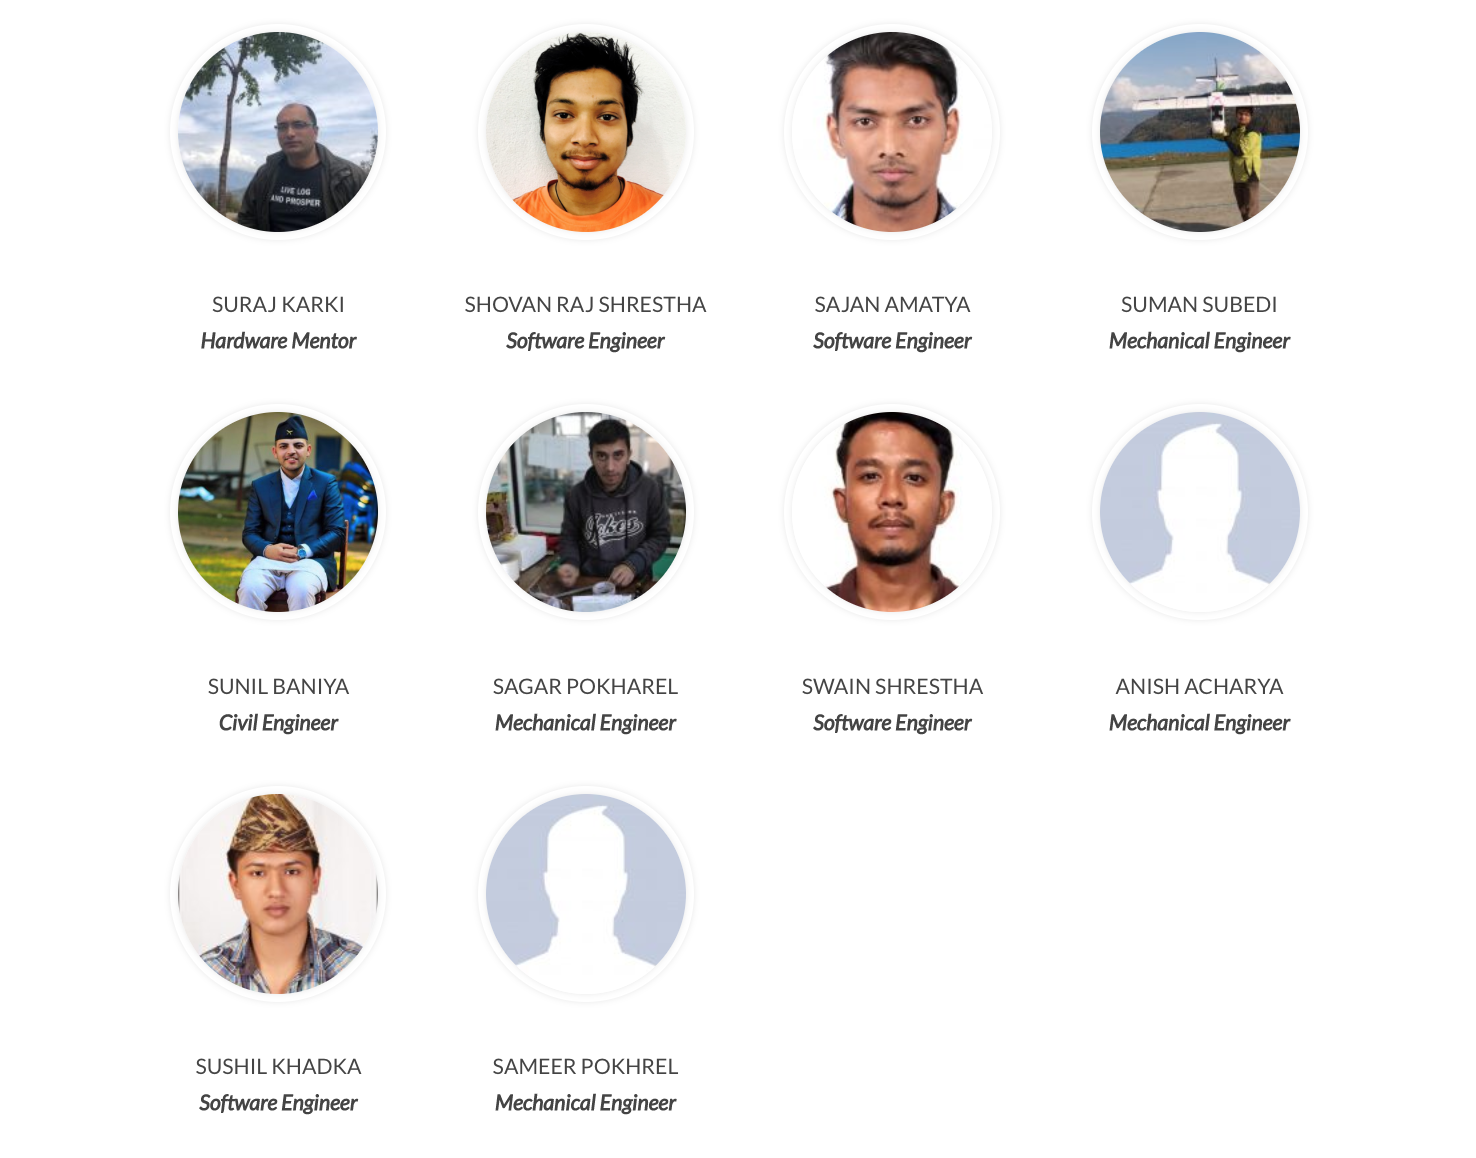 LIVE LOG
AND PROSPER
SURAJ KARKI
Hardware Mentor
SHOVAN RAJ SHRESTHA
Software Engineer
SAJAN AMATYA
Software Engineer
SUMAN SUBEDI
Mechanical Engineer
SUNIL BANIYA
Civil Engineer
SAGAR POKHAREL
Mechanical Engineer
SWAIN SHRESTHA
Software Engineer
ANISH ACHARYA
Mechanical Engineer
SUSHIL KHADKA
Software Engineer
SAMEER POKHREL
Mechanical Engineer